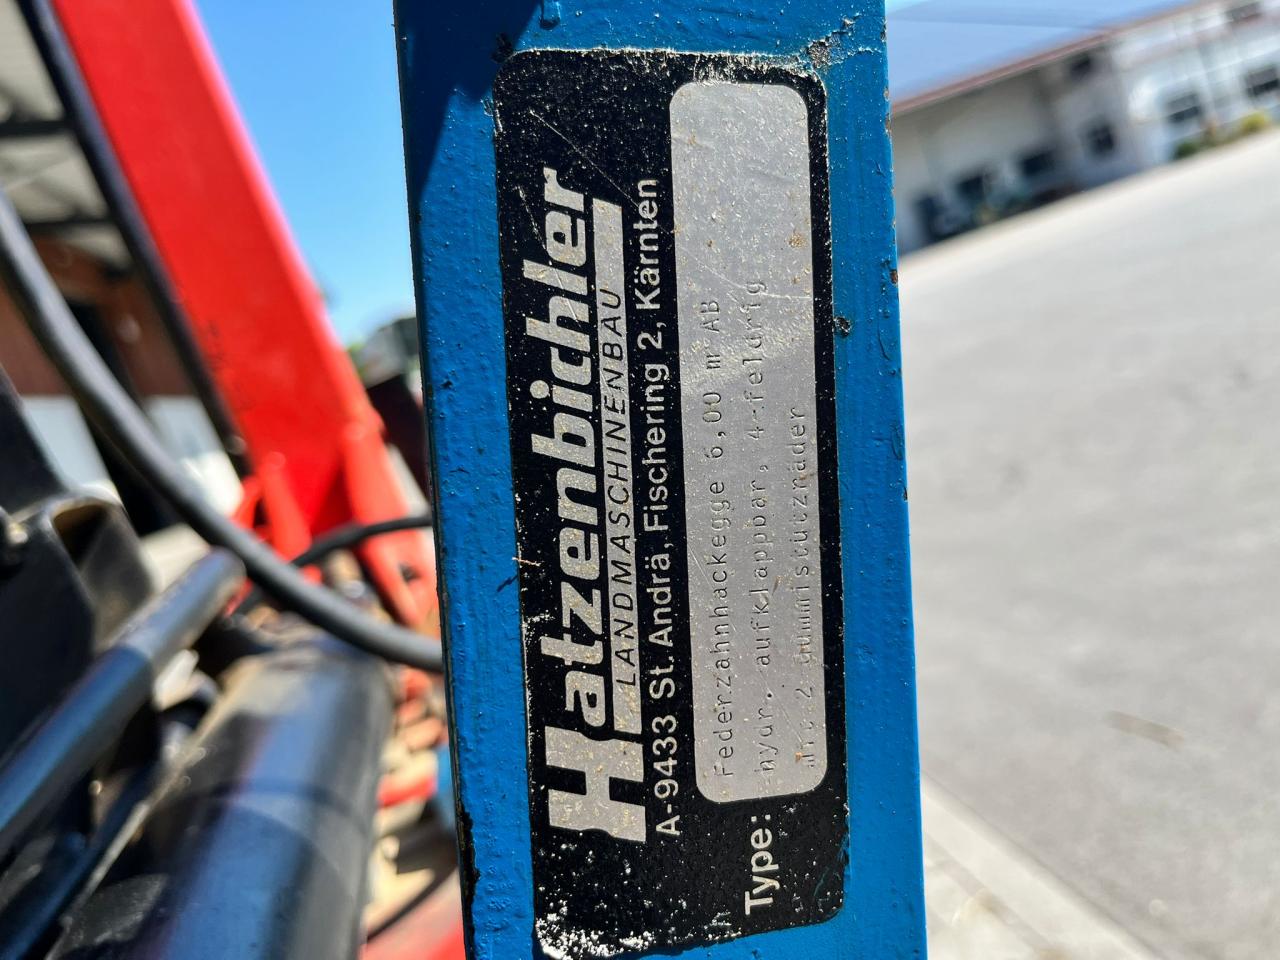 Hatzenbichler
LANDMASCHINENBAU
A-9433 St. Andrä, Fischering 2, Kärnten
Type:
Federzahnhackegge 6,00 m AB
hydr. aufklappbar, 4-feldrig
mit 2 Gummistützräder